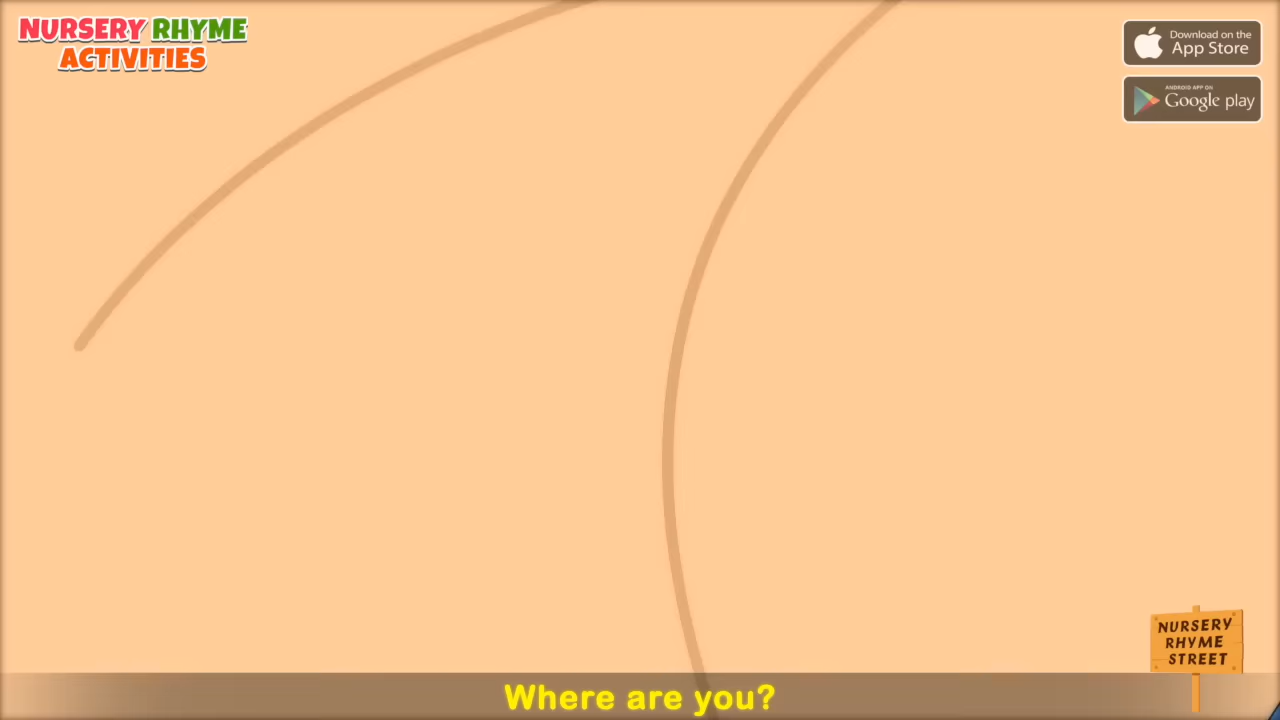 NURSERY RHYME
ACTIVITIES
Download on the
App Store
ANDROID APP ON
Google play
NURSERY
RHYME
STREET
Where are you?